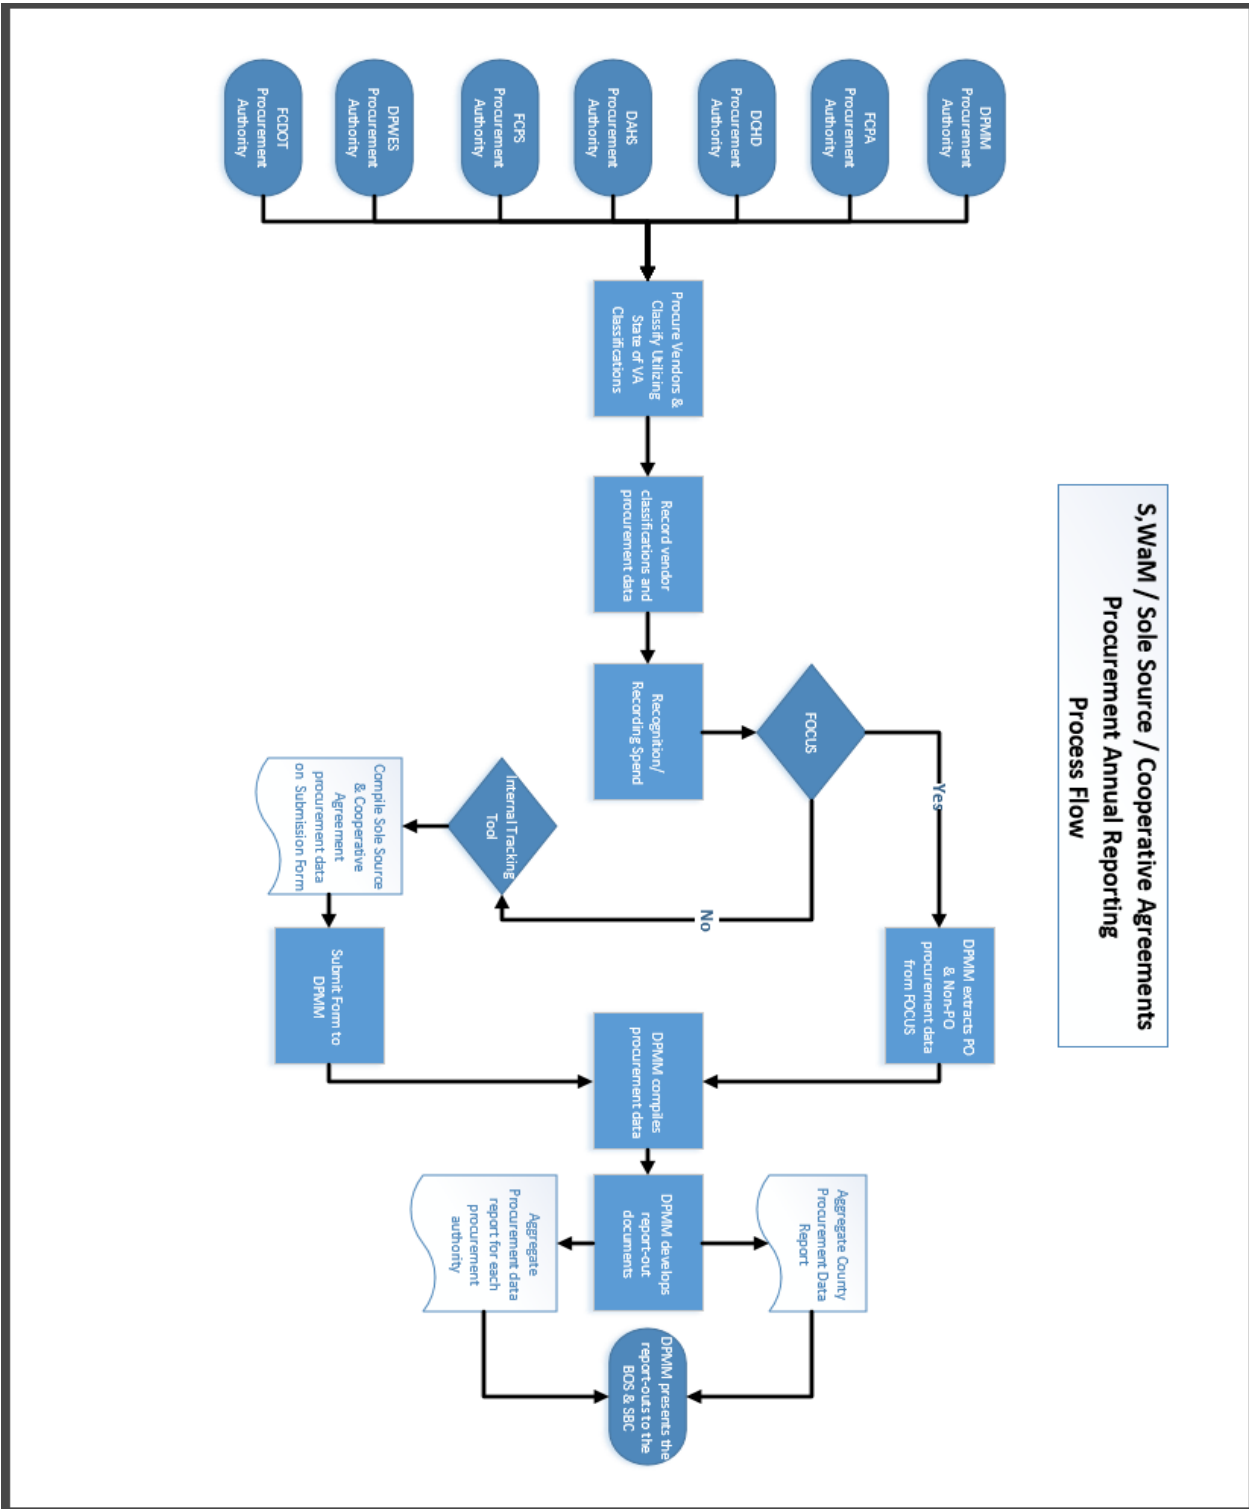 S,WaM / Sole Source / Cooperative Agreements
Procurement Annual Reporting
Process Flow
DPMM
Procurement
Authority
FCPA
Procurement
Authority
DCHD
Procurement
Authority
DAHS
Procurement
Authority
FCPS
Procurement
Authority
DPWES
Procurement
Authority
FCDOT
Procurement
Authority
Procure Vendors &
Classify Utilizing
State of VA
Classifications
Record vendor
classifications and
procurement data
Recognition/
Recording Spend
FOCUS
Yes
No
DPMM extracts PO
& Non-PO
procurement data
from FOCUS
Internal Tracking
Tool
Compile Sole Source
& Cooperative
Agreement
procurement data
on Submission Form
Submit Form to
DPMM
DPMM compiles
procurement data
DPMM develops
report-out
documents
Aggregate County
Procurement Data
Report
Aggregate
Procurement data
report for each
procurement
authority
DPMM presents the
report-outs to the
BOS & SBC